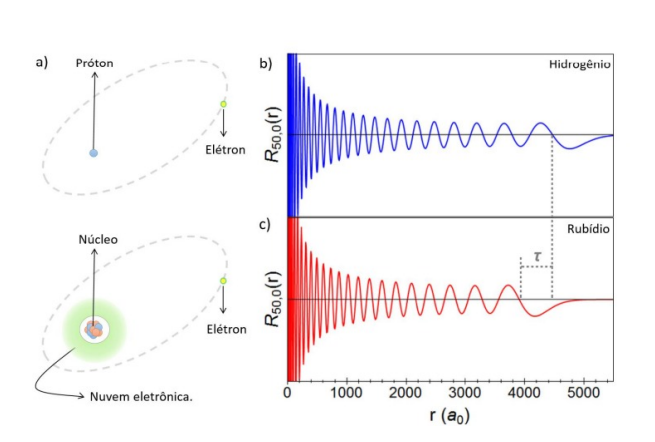 a)
Próton
Elétron
Núcleo
Elétron
Nuvem eletrônica.
b)
Hidrogênio
R50,0(r)
c)
Rubídio
τ
R50,0(r)
0 1000 2000 3000 4000 5000
r (a0)